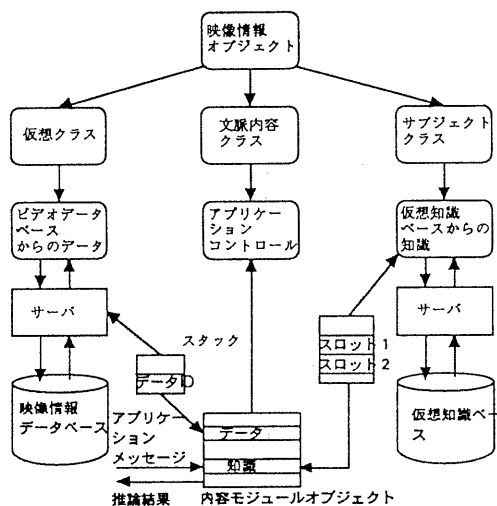 映像情報
オブジェクト
仮想クラス
文脈内容
クラス
サブジェクト
クラス
ビデオデータ
ベース
からのデータ
アプリケー
ション
コントロール
仮想知識
ベースからの
知識
サーバ
サーバ
スタック
データID
スロット1
スロット2
映像情報
データベース
アプリケー
ション
メッセージ
データ
知識
仮想知識ベー
ス
推論結果
内容モジュールオブジェクト